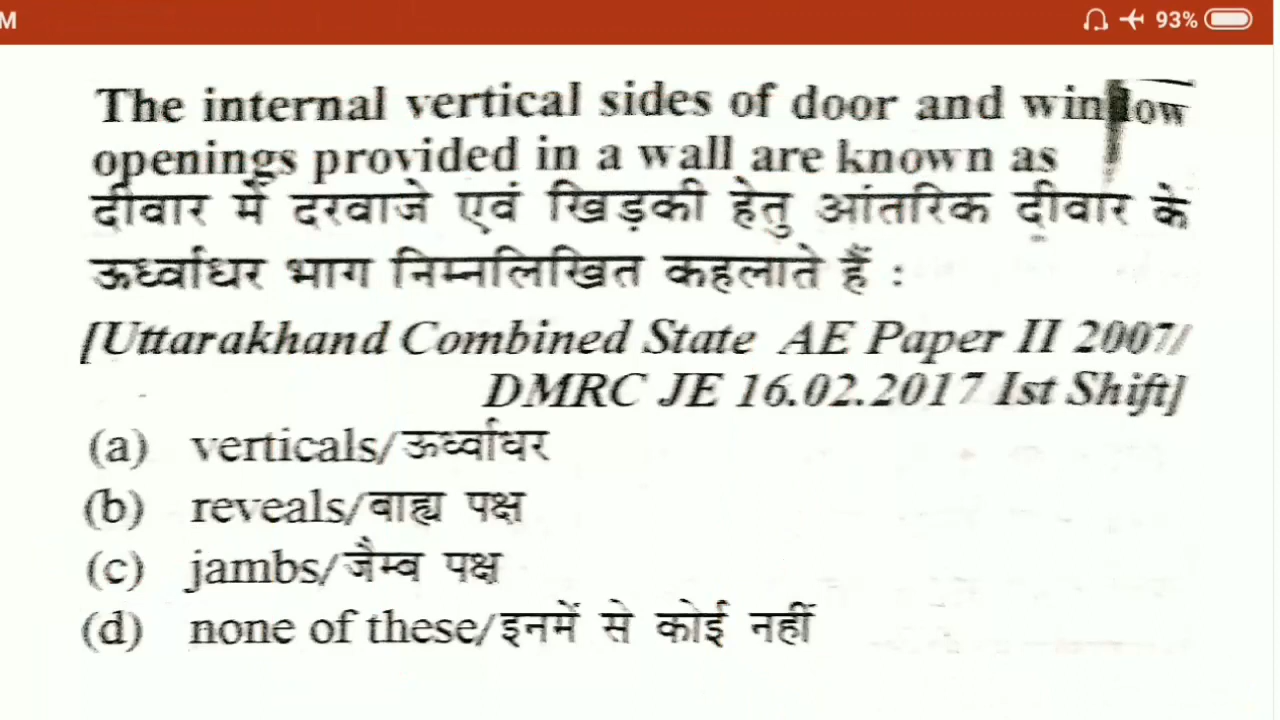 M 93%
The internal vertical sides of door and window
openings provided in a wall are known as
दीवार में दरवाजे एवं खिड़की हेतु आंतरिक दीवार के
ऊर्ध्वाधर भाग निम्नलिखित कहलाते हैं :
[Uttarakhand Combined State AE Paper II 2007/
DMRC JE 16.02.2017 Ist Shift]
(a) verticals/ऊर्ध्वाधर
(b) reveals/बाह्य पक्ष
(c) jambs/जैम्ब पक्ष
(d) none of these/इनमें से कोई नहीं